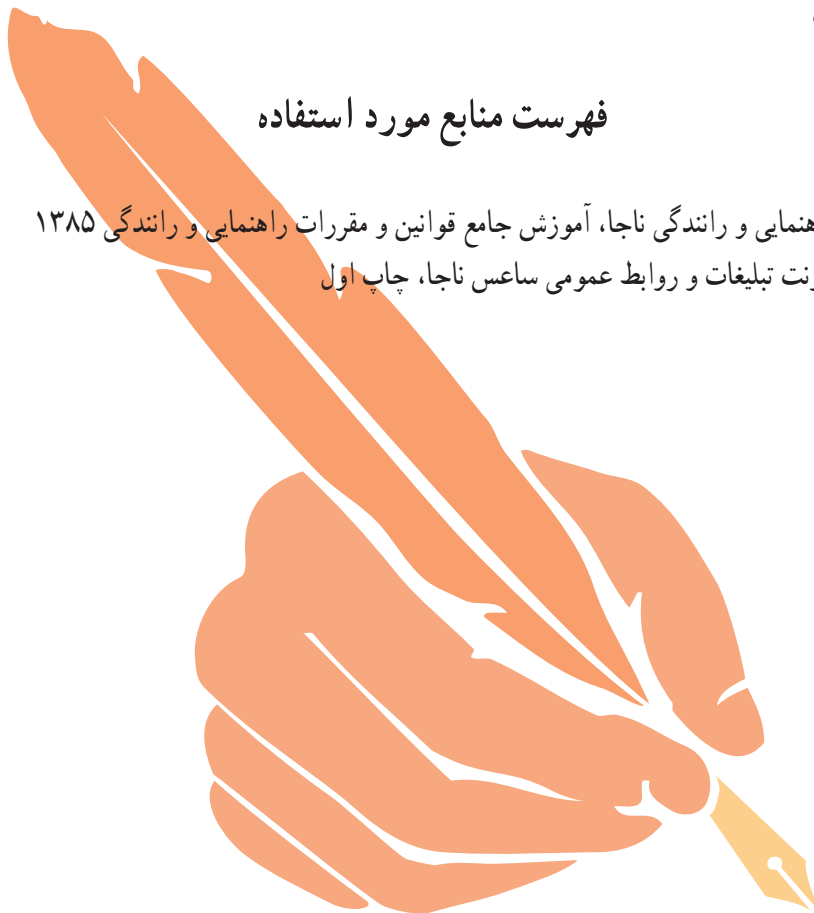 فهرست منابع مورد استفاده
هنمایی و رانندگی ناجا، آموزش جامع قوانین و مقررات راهنمایی و رانندگی ۱۳۸۵
نت تبلیغات و روابط عمومی ساعس ناجا، چاپ اول